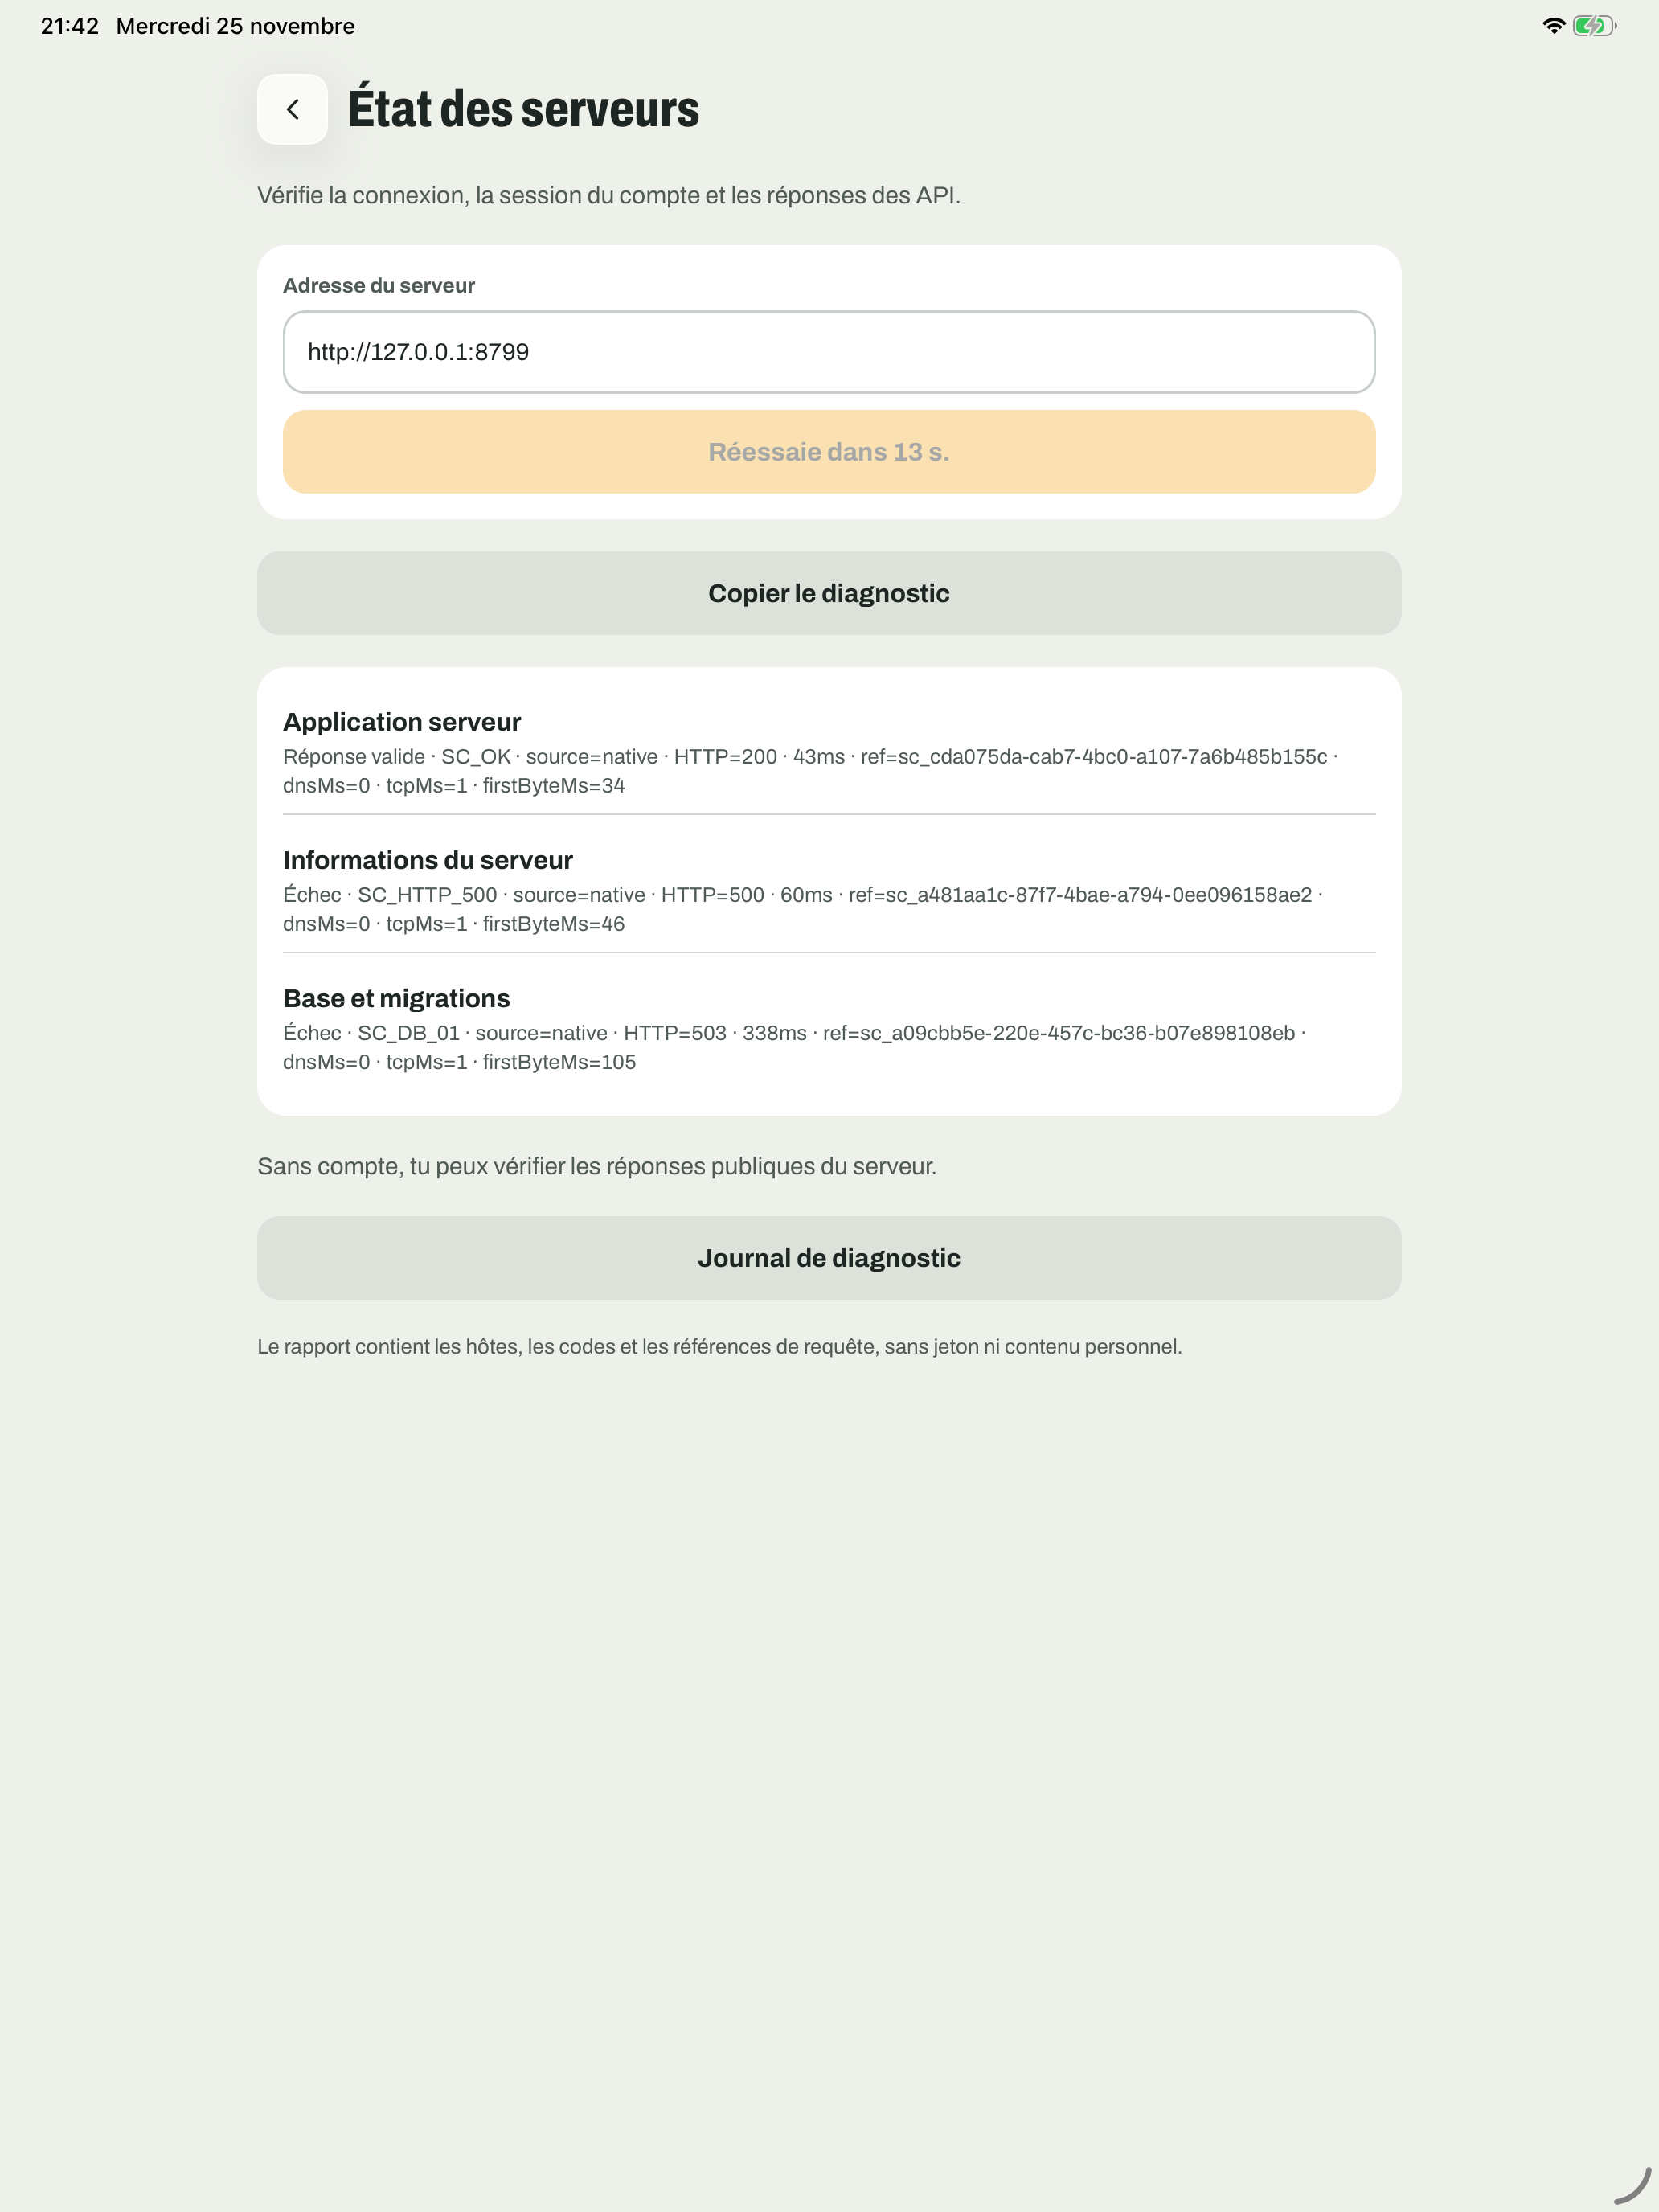 21:42 Mercredi 25 novembre
État des serveurs
Vérifie la connexion, la session du compte et les réponses des API.
Adresse du serveur
http://127.0.0.1:8799
Réessaie dans 13 s.
Copier le diagnostic
Application serveur
Réponse valide · SC_OK · source=native · HTTP=200 · 43ms · ref=sc_cda075da-cab7-4bc0-a107-7a6b485b155c ·
dnsMs=0 · tcpMs=1 · firstByteMs=34
Informations du serveur
Échec · SC_HTTP_500 · source=native · HTTP=500 · 60ms · ref=sc_a481aa1c-87f7-4bae-a794-0ee096158ae2 ·
dnsMs=0 · tcpMs=1 · firstByteMs=46
Base et migrations
Échec · SC_DB_01 · source=native · HTTP=503 · 338ms · ref=sc_a09cbb5e-220e-457c-bc36-b07e898108eb ·
dnsMs=0 · tcpMs=1 · firstByteMs=105
Sans compte, tu peux vérifier les réponses publiques du serveur.
Journal de diagnostic
Le rapport contient les hôtes, les codes et les références de requête, sans jeton ni contenu personnel.